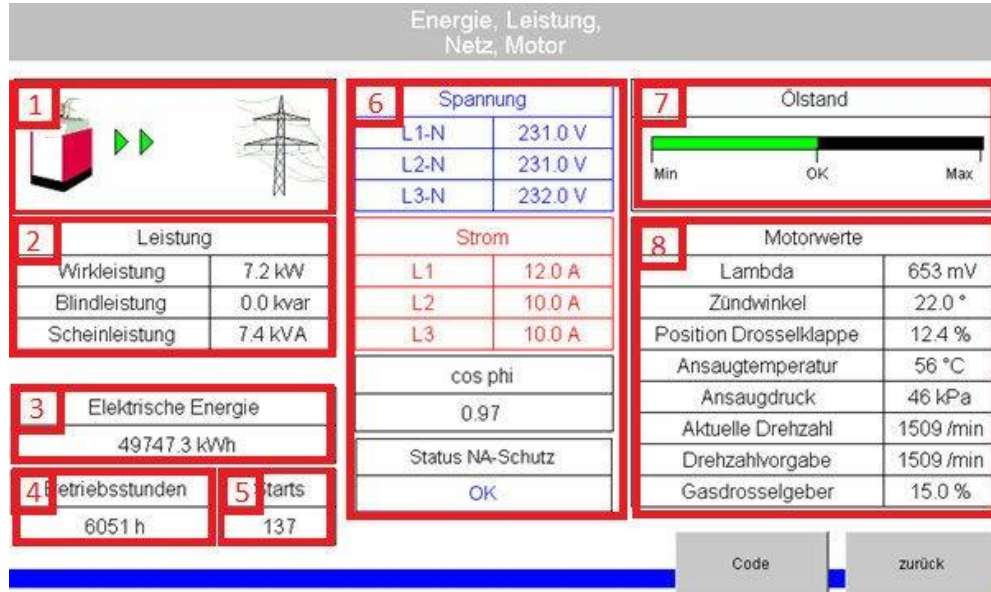 Energie, Leistung,
Netz, Motor
1
2
Leistung
Wirkleistung 7.2 kW
Blindleistung 0.0 kvar
Scheinleistung 7.4 kVA
3
Elektrische Energie
49747.3 kWh
4
Betriebsstunden
6051 h
5
Starts
137
6
Spannung
L1-N 231.0 V
L2-N 231.0 V
L3-N 232.0 V
Strom
L1 12.0 A
L2 10.0 A
L3 10.0 A
cos phi
0.97
Status NA-Schutz
OK
7
Ölstand
Min OK Max
8
Motorwerte
Lambda 653 mV
Zündwinkel 22.0 °
Position Drosselklappe 12.4 %
Ansaugtemperatur 56 °C
Ansaugdruck 46 kPa
Aktuelle Drehzahl 1509 /min
Drehzahlvorgabe 1509 /min
Gasdrosselgeber 15.0 %
Code
zurück